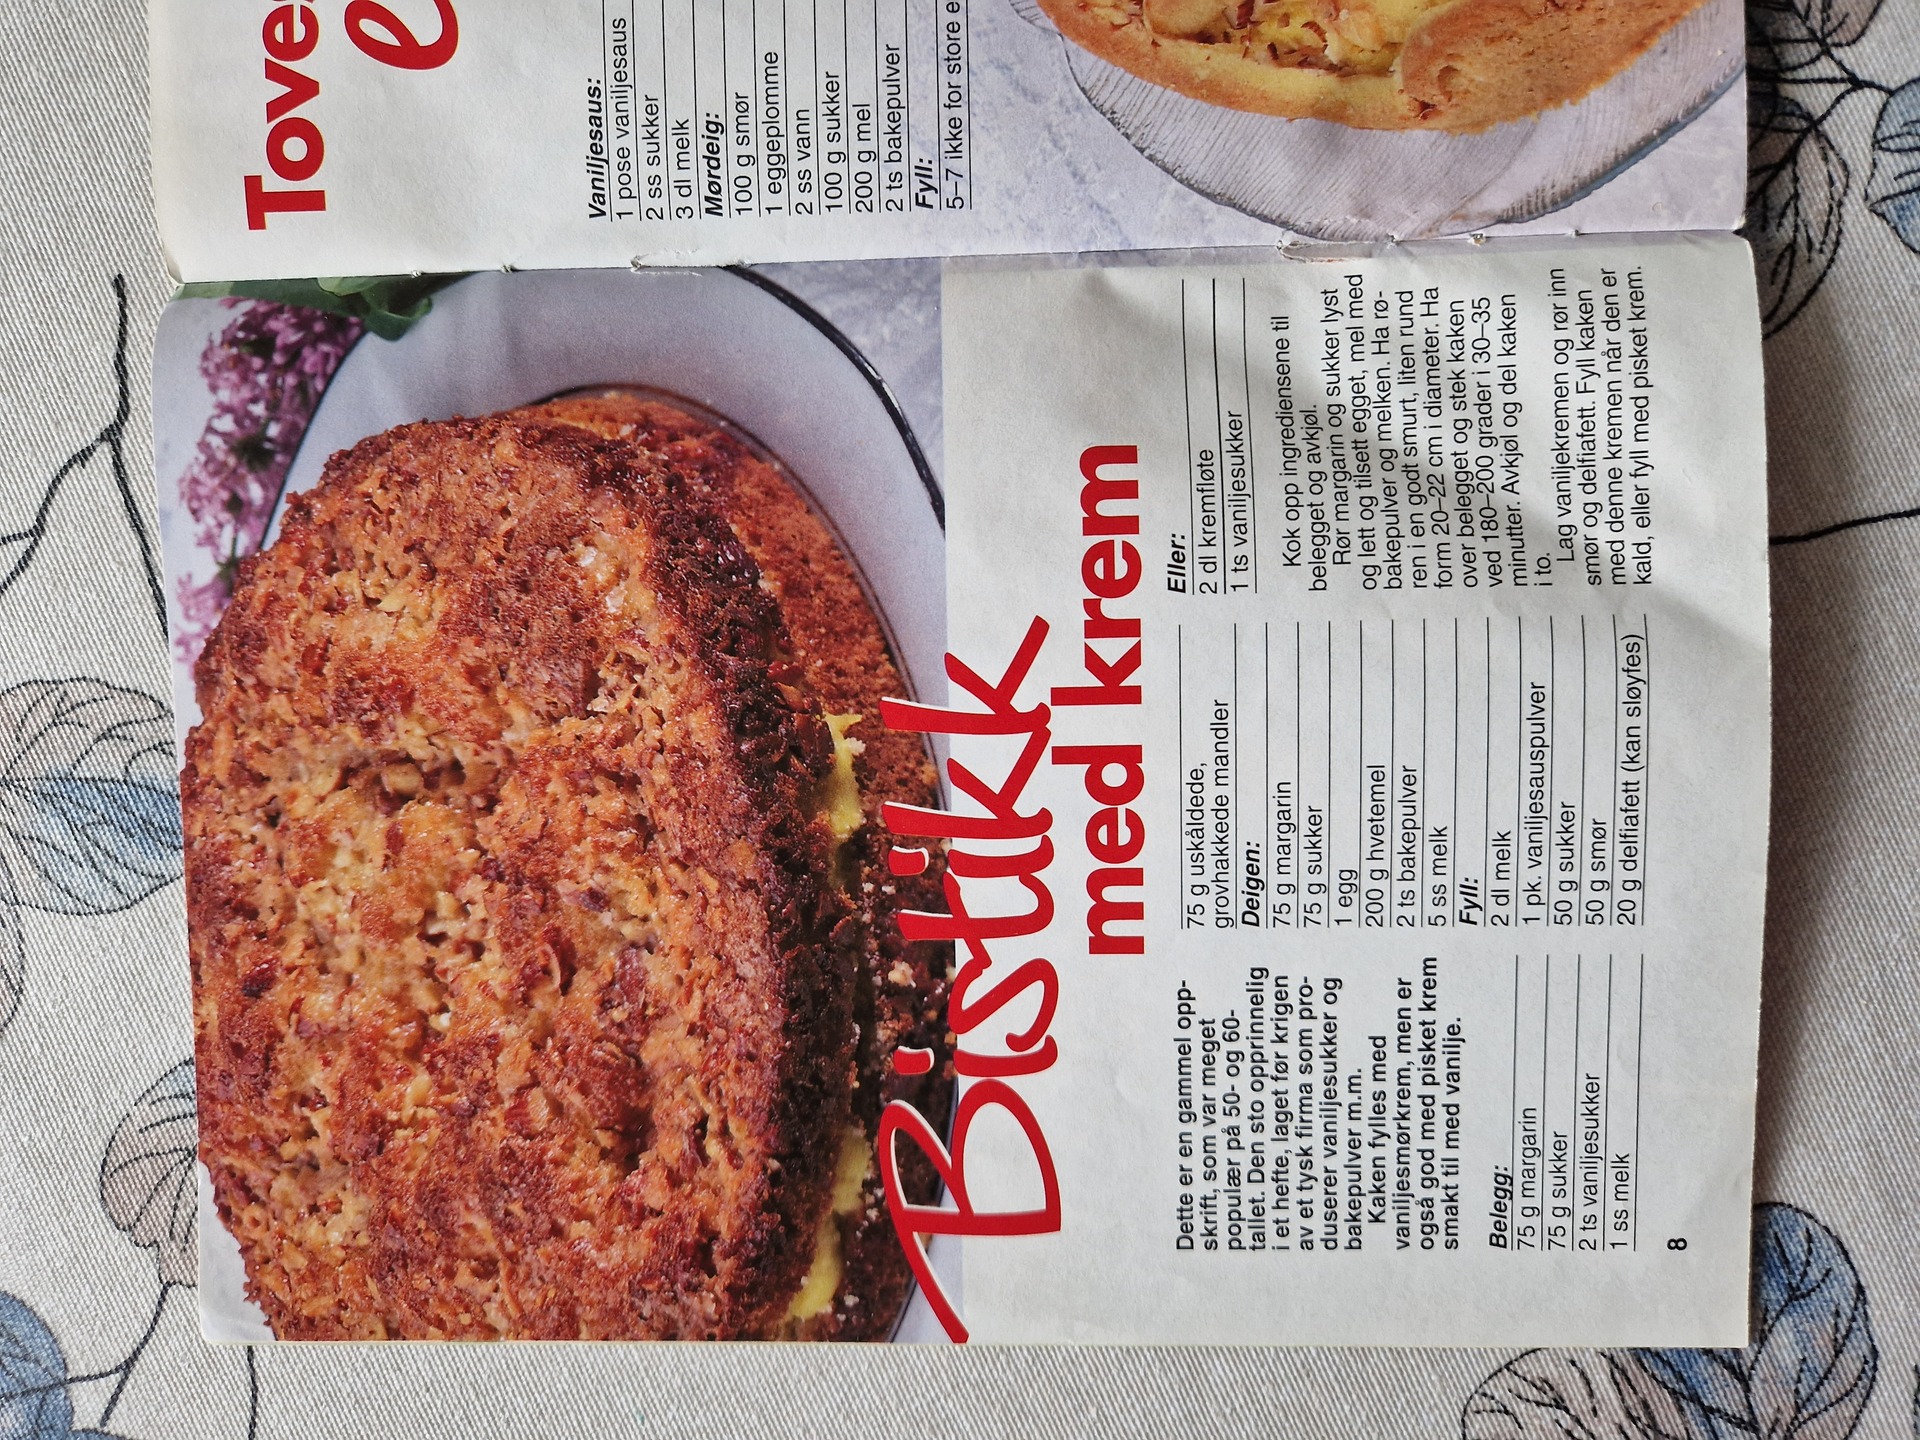 Bistikk
med krem
Dette er en gammel opp-
skrift, som var meget
populær på 50- og 60-
tallet. Den sto opprinnelig
i et hefte, laget før krigen
av et tysk firma som pro-
duserer vaniljesukker og
bakepulver m.m.
Kaken fylles med
vaniljesmørkrem, men er
også god med pisket krem
smakt til med vanilje.
Belegg:
75 g margarin
75 g sukker
2 ts vaniljesukker
1 ss melk
8
75 g uskåldede,
grovhakkede mandler
Deigen:
75 g margarin
75 g sukker
1 egg
200 g hvetemel
2 ts bakepulver
5 ss melk
Fyll:
2 dl melk
1 pk. vaniljesauspulver
50 g sukker
50 g smør
20 g delfiafett (kan sløyfes)
Eller:
2 dl kremfløte
1 ts vaniljesukker
Kok opp ingrediensene til
belegget og avkjøl.
Rør margarin og sukker lyst
og lett og tilsett egget, mel med
bakepulver og melken. Ha rø-
ren i en godt smurt, liten rund
form 20–22 cm i diameter. Ha
over belegget og stek kaken
ved 180–200 grader i 30–35
minutter. Avkjøl og del kaken
i to.
Lag vaniljekremen og rør inn
smør og delfiafett. Fyll kaken
med denne kremen når den er
kald, eller fyll med pisket krem.
Toves
Vaniljesaus:
1 pose vaniljesaus
2 ss sukker
3 dl melk
Mørdeig:
100 g smør
1 eggeplomme
2 ss vann
100 g sukker
200 g mel
2 ts bakepulver
Fyll:
5–7 ikke for store